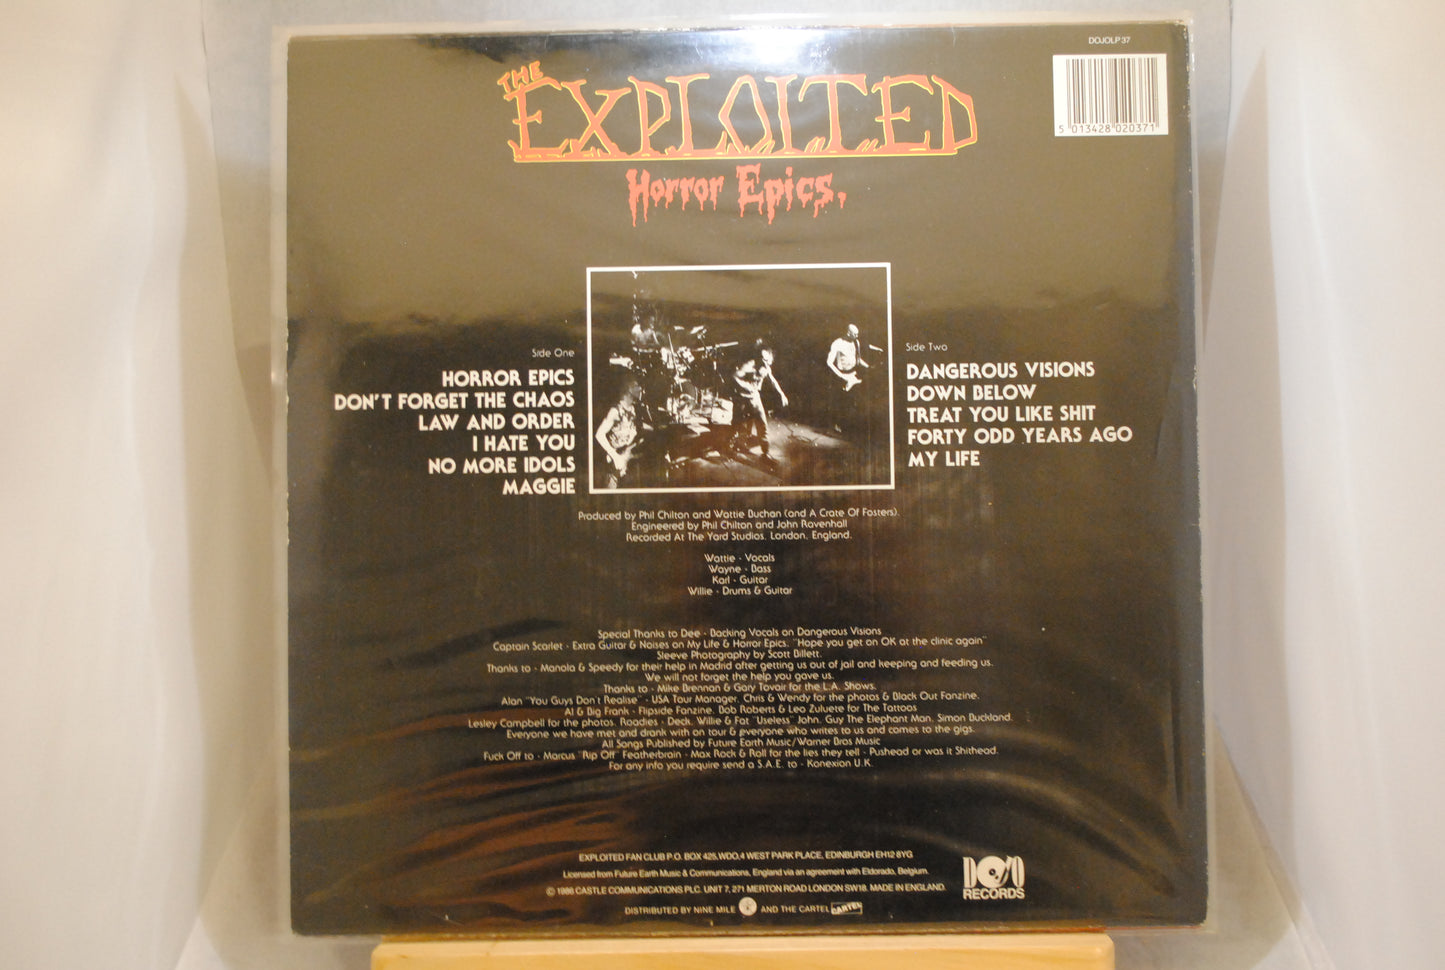 DOJOLP 37
5 013428 020371
THE
EXPLOITED
Horror Epics.
Side One
HORROR EPICS
DON'T FORGET THE CHAOS
LAW AND ORDER
I HATE YOU
NO MORE IDOLS
MAGGIE
Side Two
DANGEROUS VISIONS
DOWN BELOW
TREAT YOU LIKE SHIT
FORTY ODD YEARS AGO
MY LIFE
Produced by Phil Chilton and Wattie Buchan (and A Crate Of Fosters).
Engineered by Phil Chilton and John Ravenhall
Recorded At The Yard Studios. London. England.
Wattie - Vocals
Wayne - Bass
Karl - Guitar
Willie - Drums & Guitar
Special Thanks to Dee - Backing Vocals on Dangerous Visions
Captain Scarlet - Extra Guitar & Noises on My Life & Horror Epics. "Hope you get on OK at the clinic again"
Sleeve Photography by Scott Billett.
Thanks to - Manola & Speedy for their help in Madrid after getting us out of jail and keeping and feeding us.
We will not forget the help you gave us.
Thanks to - Mike Brennan & Gary Tovair for the L.A. Shows.
Alan "You Guys Don't Realise" - USA Tour Manager. Chris & Wendy for the photos & Black Out Fanzine.
Al & Big Frank - Flipside Fanzine. Bob Roberts & Leo Zuluete for The Tattoos
Lesley Campbell for the photos. Roadies - Deck. Willie & Fat "Useless" John. Guy The Elephant Man. Simon Buckland.
Everyone we have met and drank with on tour & everyone who writes to us and comes to the gigs.
All Songs Published by Future Earth Music/Warner Bros Music
Fuck Off to - Marcus "Rip Off" Featherbrain - Max Rock & Roll for the lies they tell - Pushead or was it Shithead.
For any info you require send a S.A.E. to - Konexion U.K.
EXPLOITED FAN CLUB P.O. BOX 425, WDO, 4 WEST PARK PLACE, EDINBURGH EH12 8YG
Licensed from Future Earth Music & Communications, England via an agreement with Eldorado, Belgium.
© 1986 CASTLE COMMUNICATIONS PLC. UNIT 7, 271 MERTON ROAD LONDON SW18. MADE IN ENGLAND.
DISTRIBUTED BY NINE MILE AND THE CARTEL CARTEL
DOJO
RECORDS